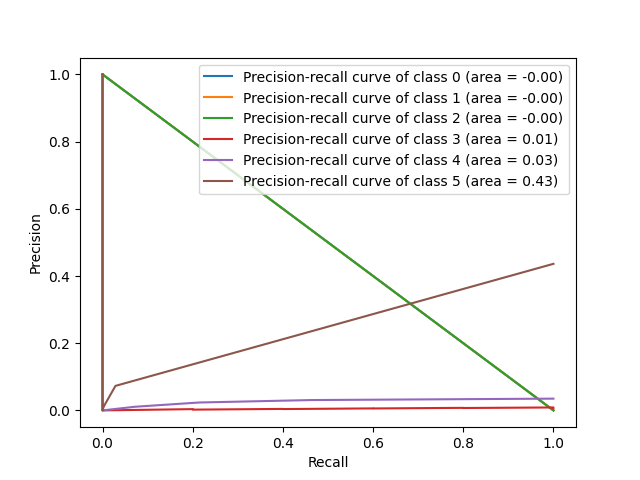 1.0
0.8
0.6
0.4
0.2
0.0
Precision
Precision-recall curve of class 0 (area = -0.00)
Precision-recall curve of class 1 (area = -0.00)
Precision-recall curve of class 2 (area = -0.00)
Precision-recall curve of class 3 (area = 0.01)
Precision-recall curve of class 4 (area = 0.03)
Precision-recall curve of class 5 (area = 0.43)
0.0 0.2 0.4 0.6 0.8 1.0
Recall